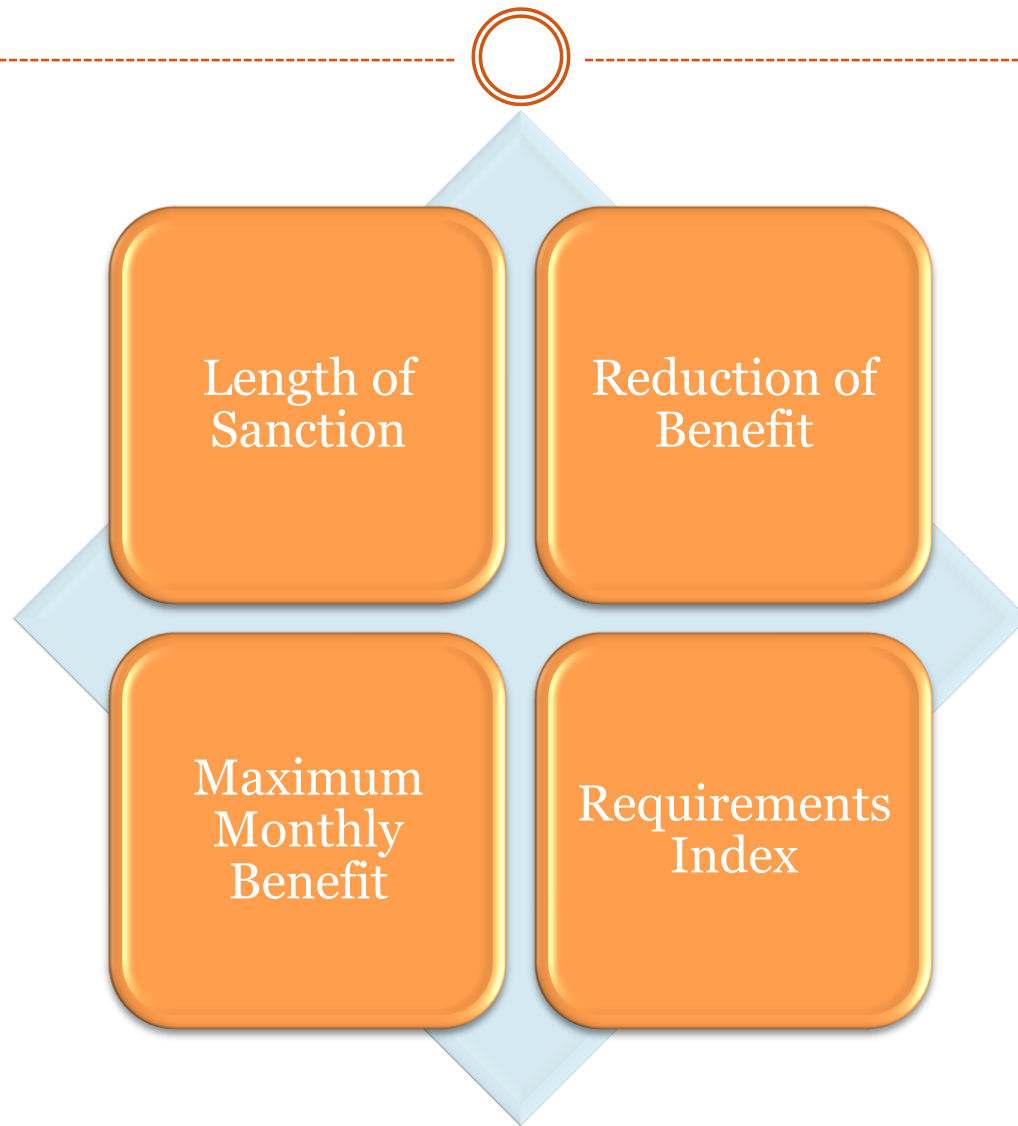 Length of
Sanction
Reduction of
Benefit
Maximum
Monthly
Benefit
Requirements
Index